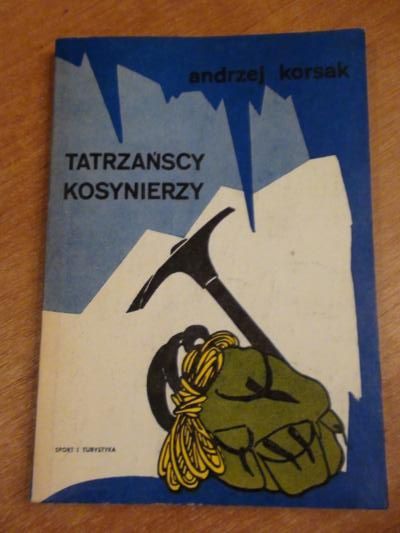 andrzej korsak
TATRZAŃSCY
KOSYNIERZY
SPORT I TURYSTYKA